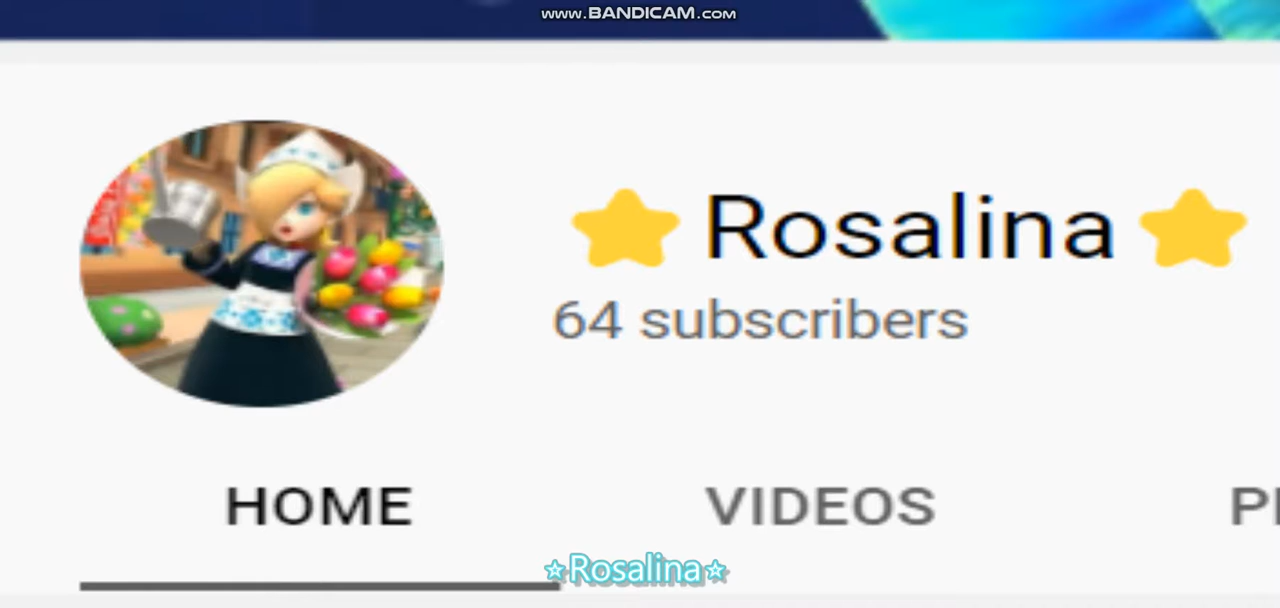 www.BANDICAM.com
⭐ Rosalina ⭐
64 subscribers
HOME VIDEOS
☆Rosalina☆